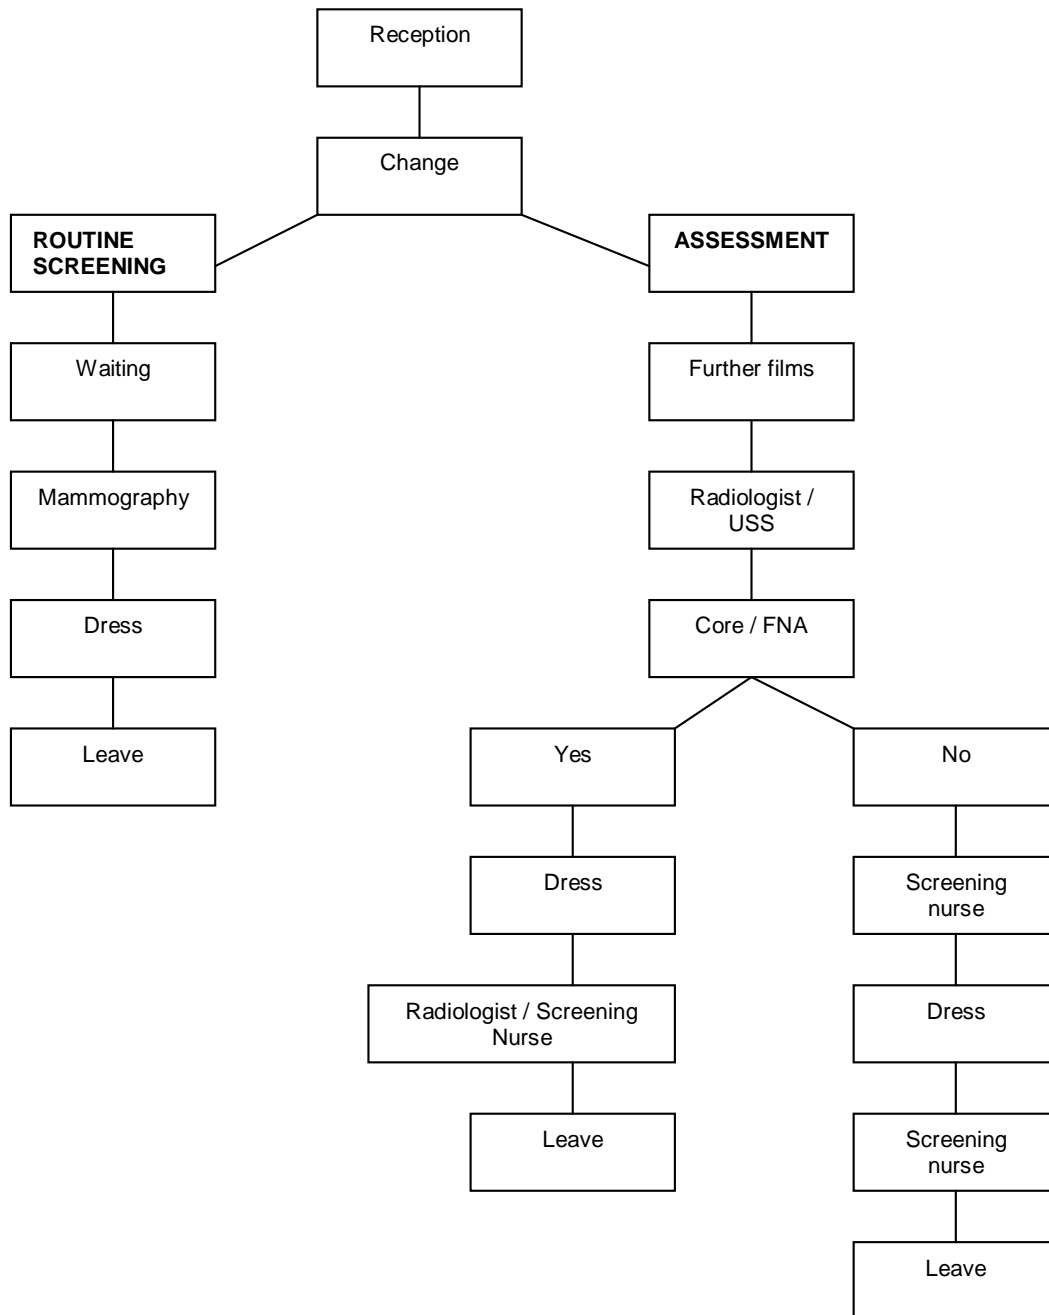 Reception
Change
ROUTINE
SCREENING
Waiting
Mammography
Dress
Leave
ASSESSMENT
Further films
Radiologist /
USS
Core / FNA
Yes
Dress
Radiologist / Screening
Nurse
Leave
No
Screening
nurse
Dress
Screening
nurse
Leave